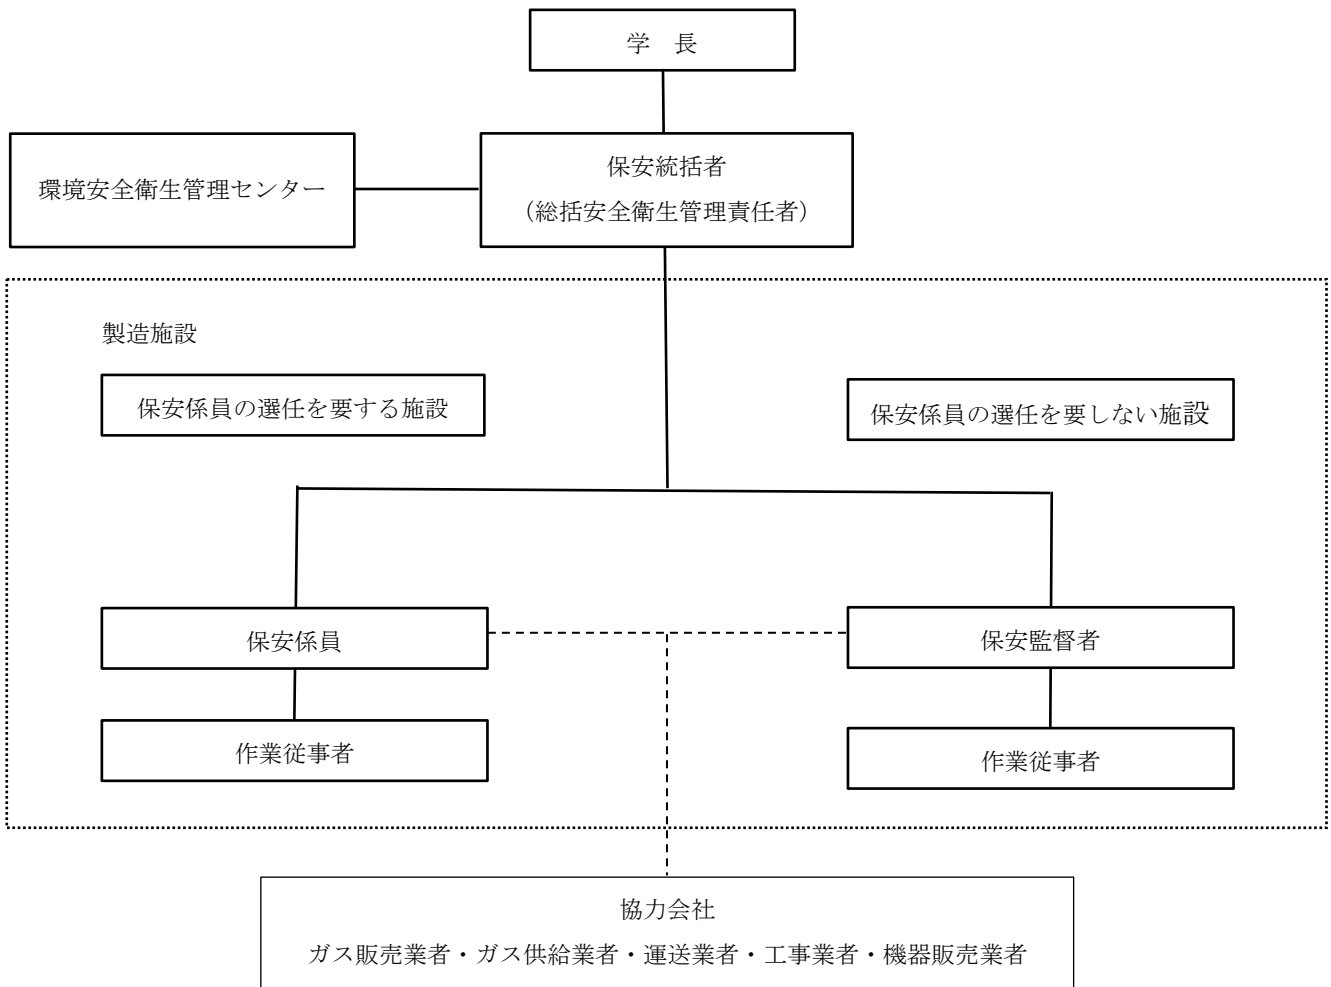 学　長
環境安全衛生管理センター
保安統括者
（総括安全衛生管理責任者）
製造施設
保安係員の選任を要する施設
保安係員の選任を要しない施設
保安係員
保安監督者
作業従事者
作業従事者
協力会社
ガス販売業者・ガス供給業者・運送業者・工事業者・機器販売業者